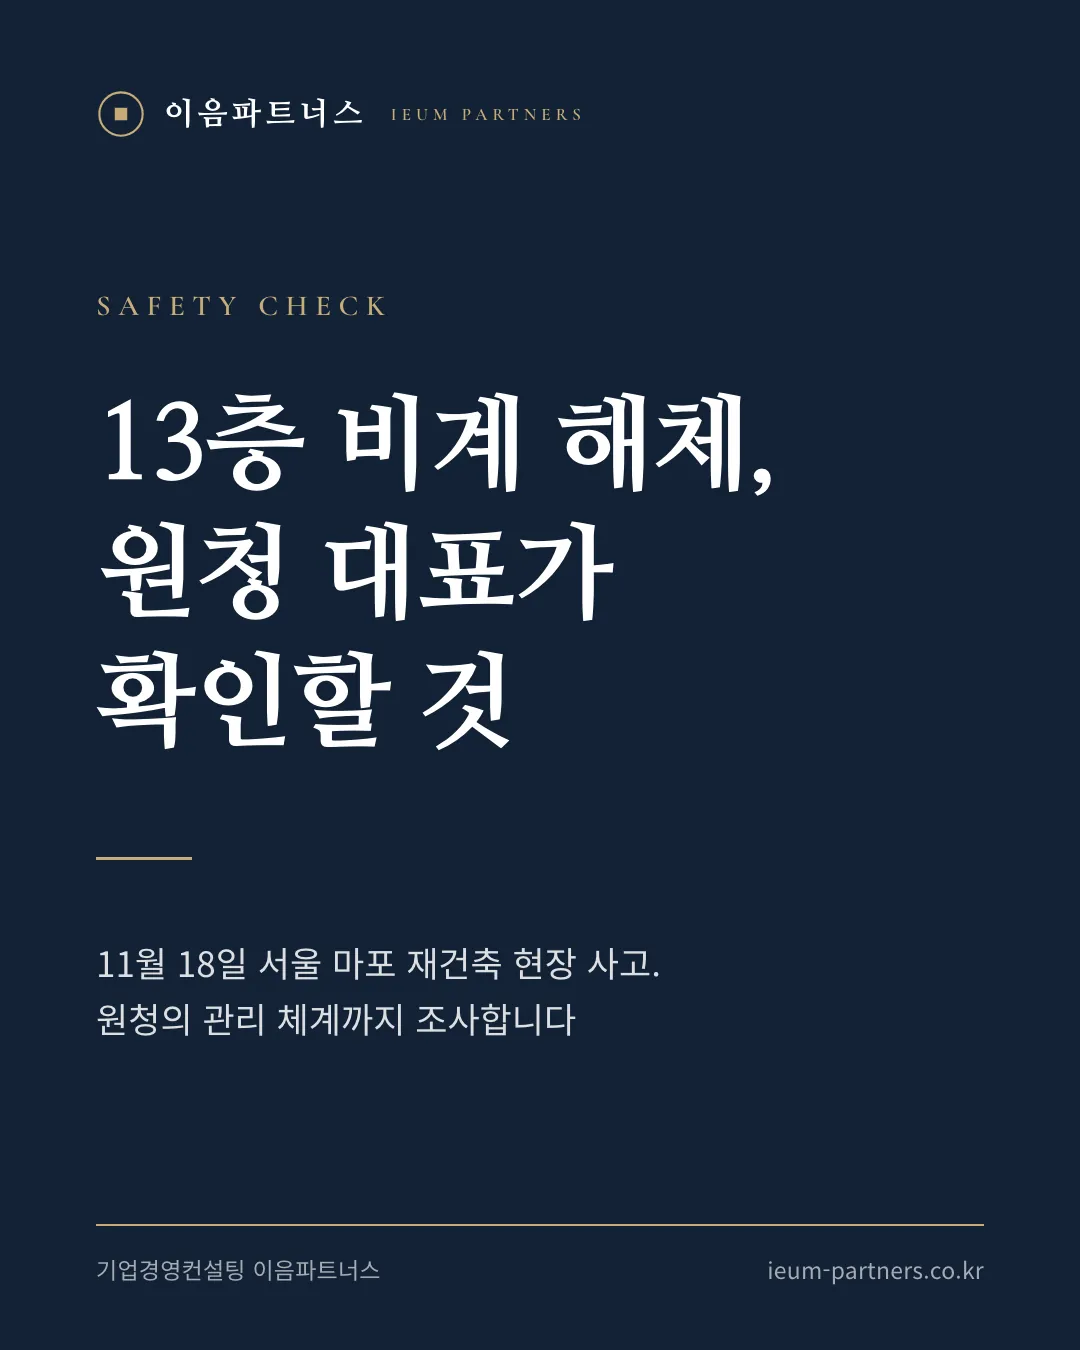 이음파트너스 IEUM PARTNERS
SAFETY CHECK
13층 비계 해체,
원청 대표가
확인할 것
11월 18일 서울 마포 재건축 현장 사고.
원청의 관리 체계까지 조사합니다
기업경영컨설팅 이음파트너스 ieum-partners.co.kr